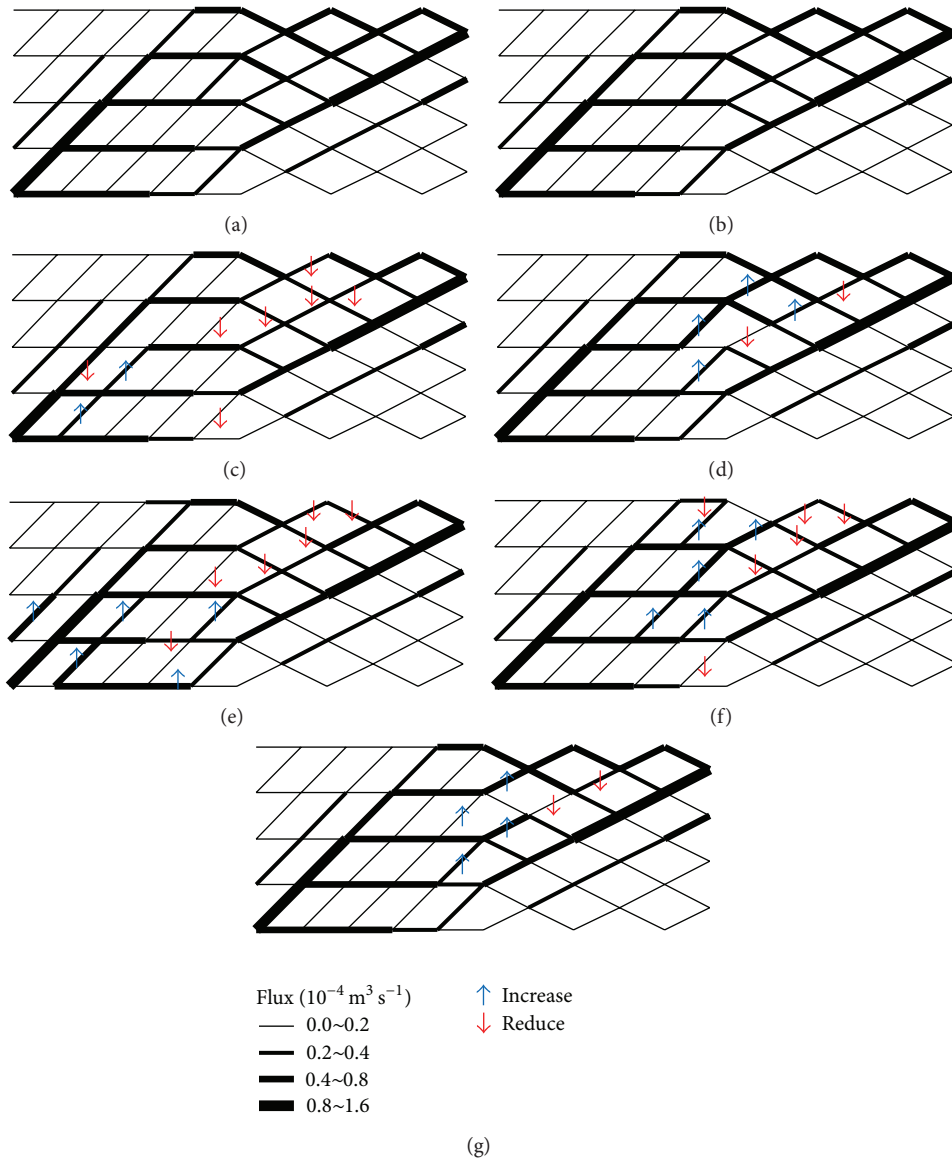 (a)
(b)
(c)
(d)
(e)
(f)
Flux (10⁻⁴ m³ s⁻¹)
0.0~0.2
0.2~0.4
0.4~0.8
0.8~1.6
↑ Increase
↓ Reduce
(g)